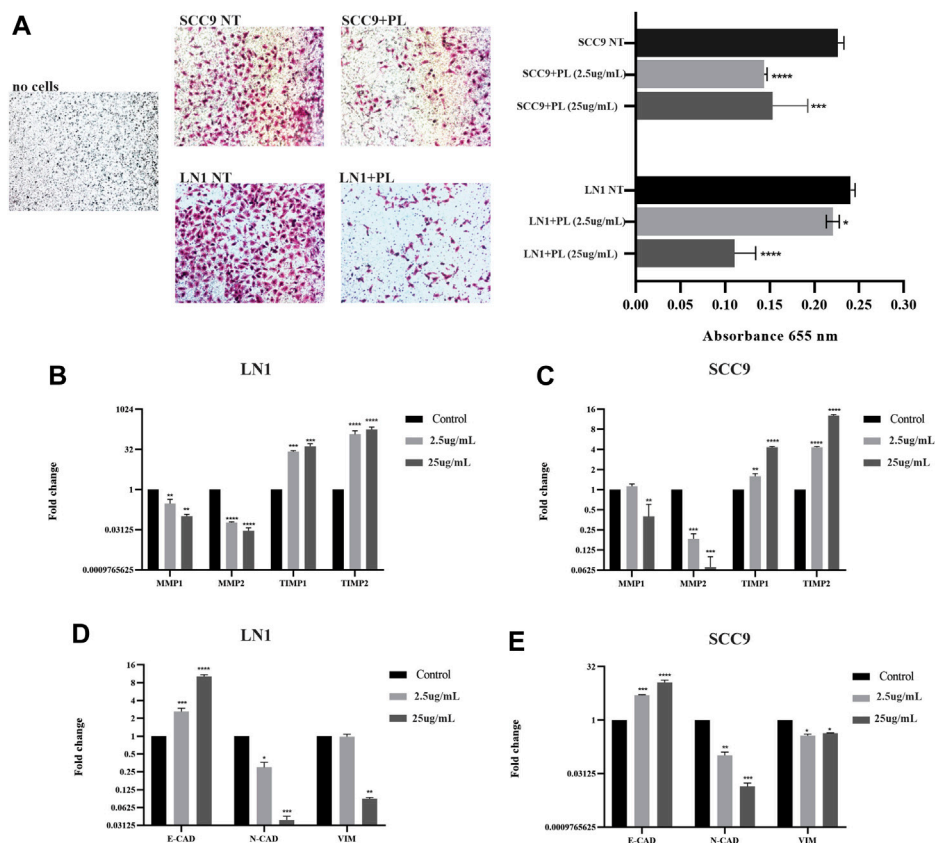 A
no cells
SCC9 NT
SCC9+PL
LN1 NT
LN1+PL
SCC9 NT
****
SCC9+PL (2.5ug/mL)
***
SCC9+PL (25ug/mL)
LN1 NT
*
LN1+PL (2.5ug/mL)
****
LN1+PL (25ug/mL)
0.00 0.05 0.10 0.15 0.20 0.25 0.30
Absorbance 655 nm
B
LN1
Fold change
1024
32
1
0.03125
0.0009765625
** ** **** **** *** *** **** ****
MMP1 MMP2 TIMP1 TIMP2
Control
2.5ug/mL
25ug/mL
C
SCC9
Fold change
16
8
4
2
1
0.5
0.25
0.125
0.0625
** *** *** ** **** **** ****
MMP1 MMP2 TIMP1 TIMP2
Control
2.5ug/mL
25ug/mL
D
LN1
Fold change
16
8
4
2
1
0.5
0.25
0.125
0.0625
0.03125
*** **** * *** **
E-CAD N-CAD VIM
Control
2.5ug/mL
25ug/mL
E
SCC9
Fold change
32
1
0.03125
0.0009765625
*** **** ** *** * *
E-CAD N-CAD VIM
Control
2.5ug/mL
25ug/mL